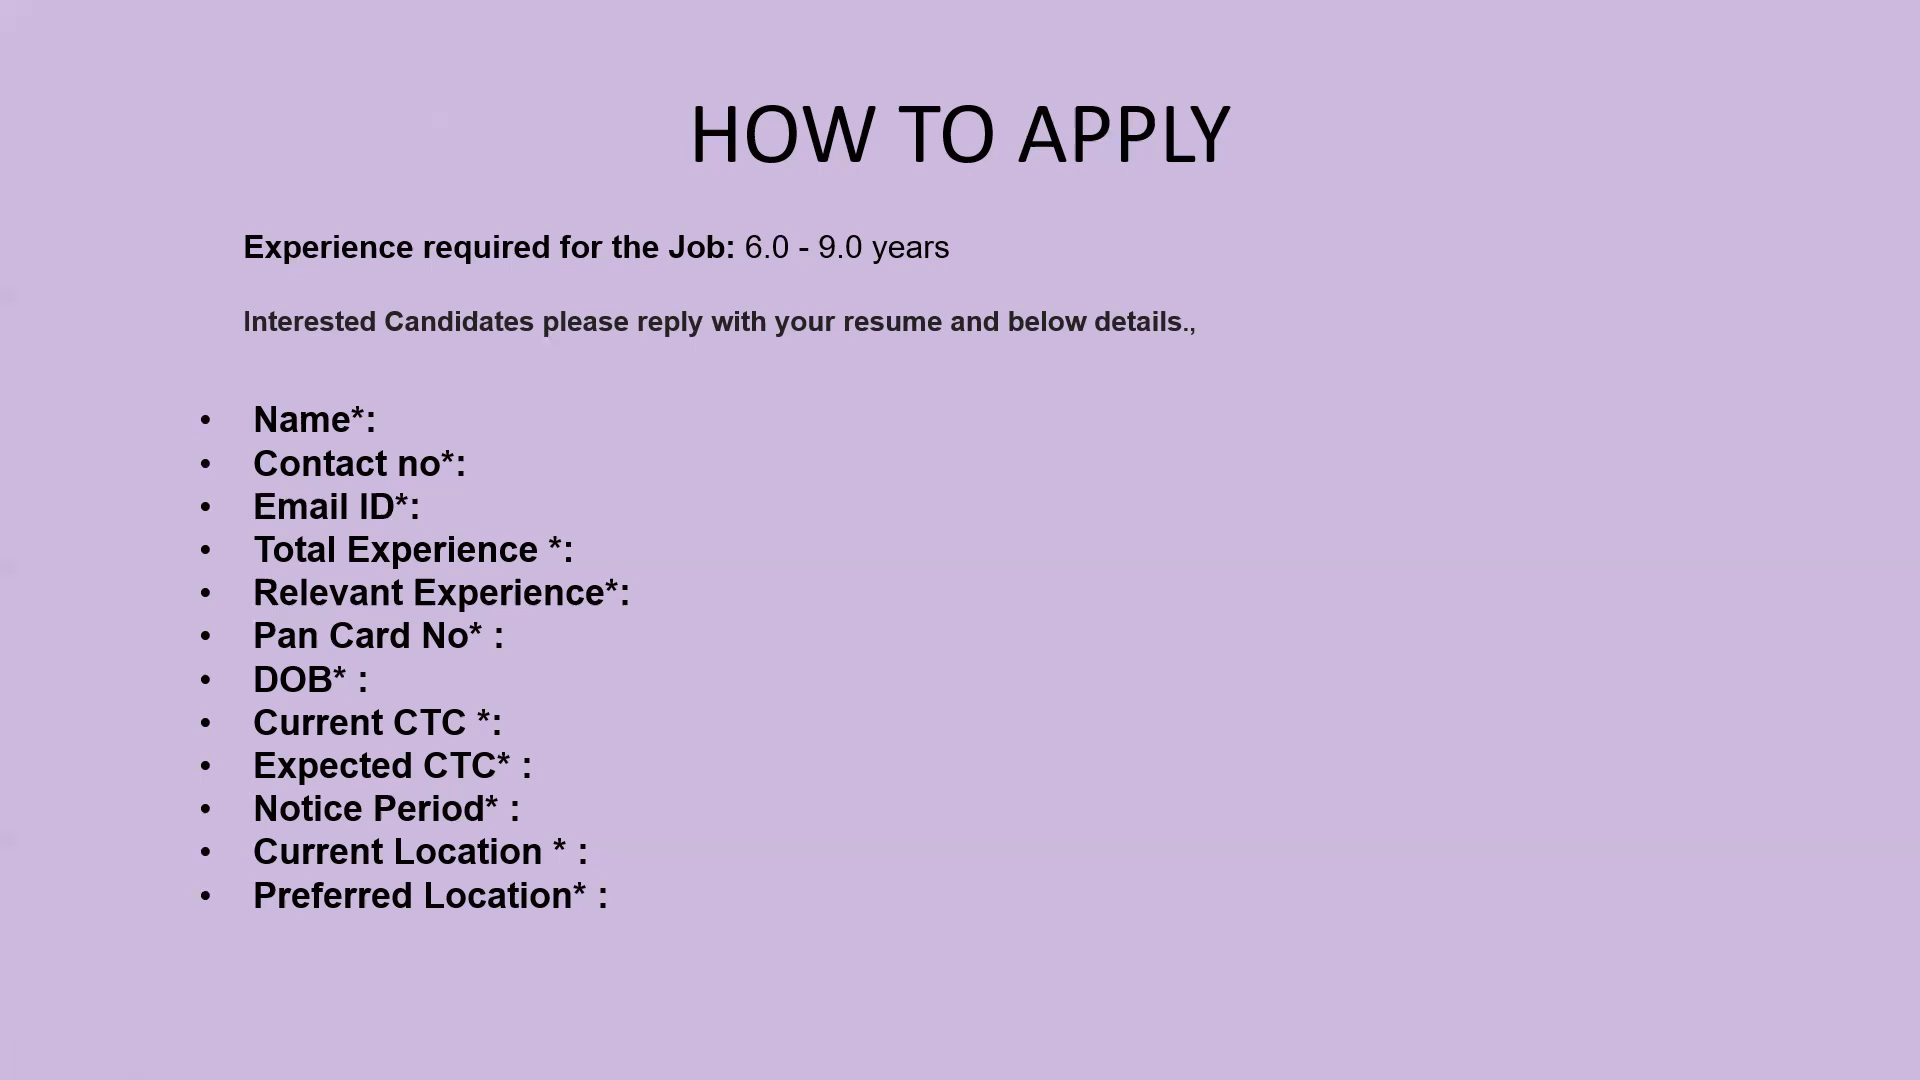 HOW TO APPLY
Experience required for the Job: 6.0 - 9.0 years
Interested Candidates please reply with your resume and below details.,
• Name*:
• Contact no*:
• Email ID*:
• Total Experience *:
• Relevant Experience*:
• Pan Card No* :
• DOB* :
• Current CTC *:
• Expected CTC* :
• Notice Period* :
• Current Location * :
• Preferred Location* :